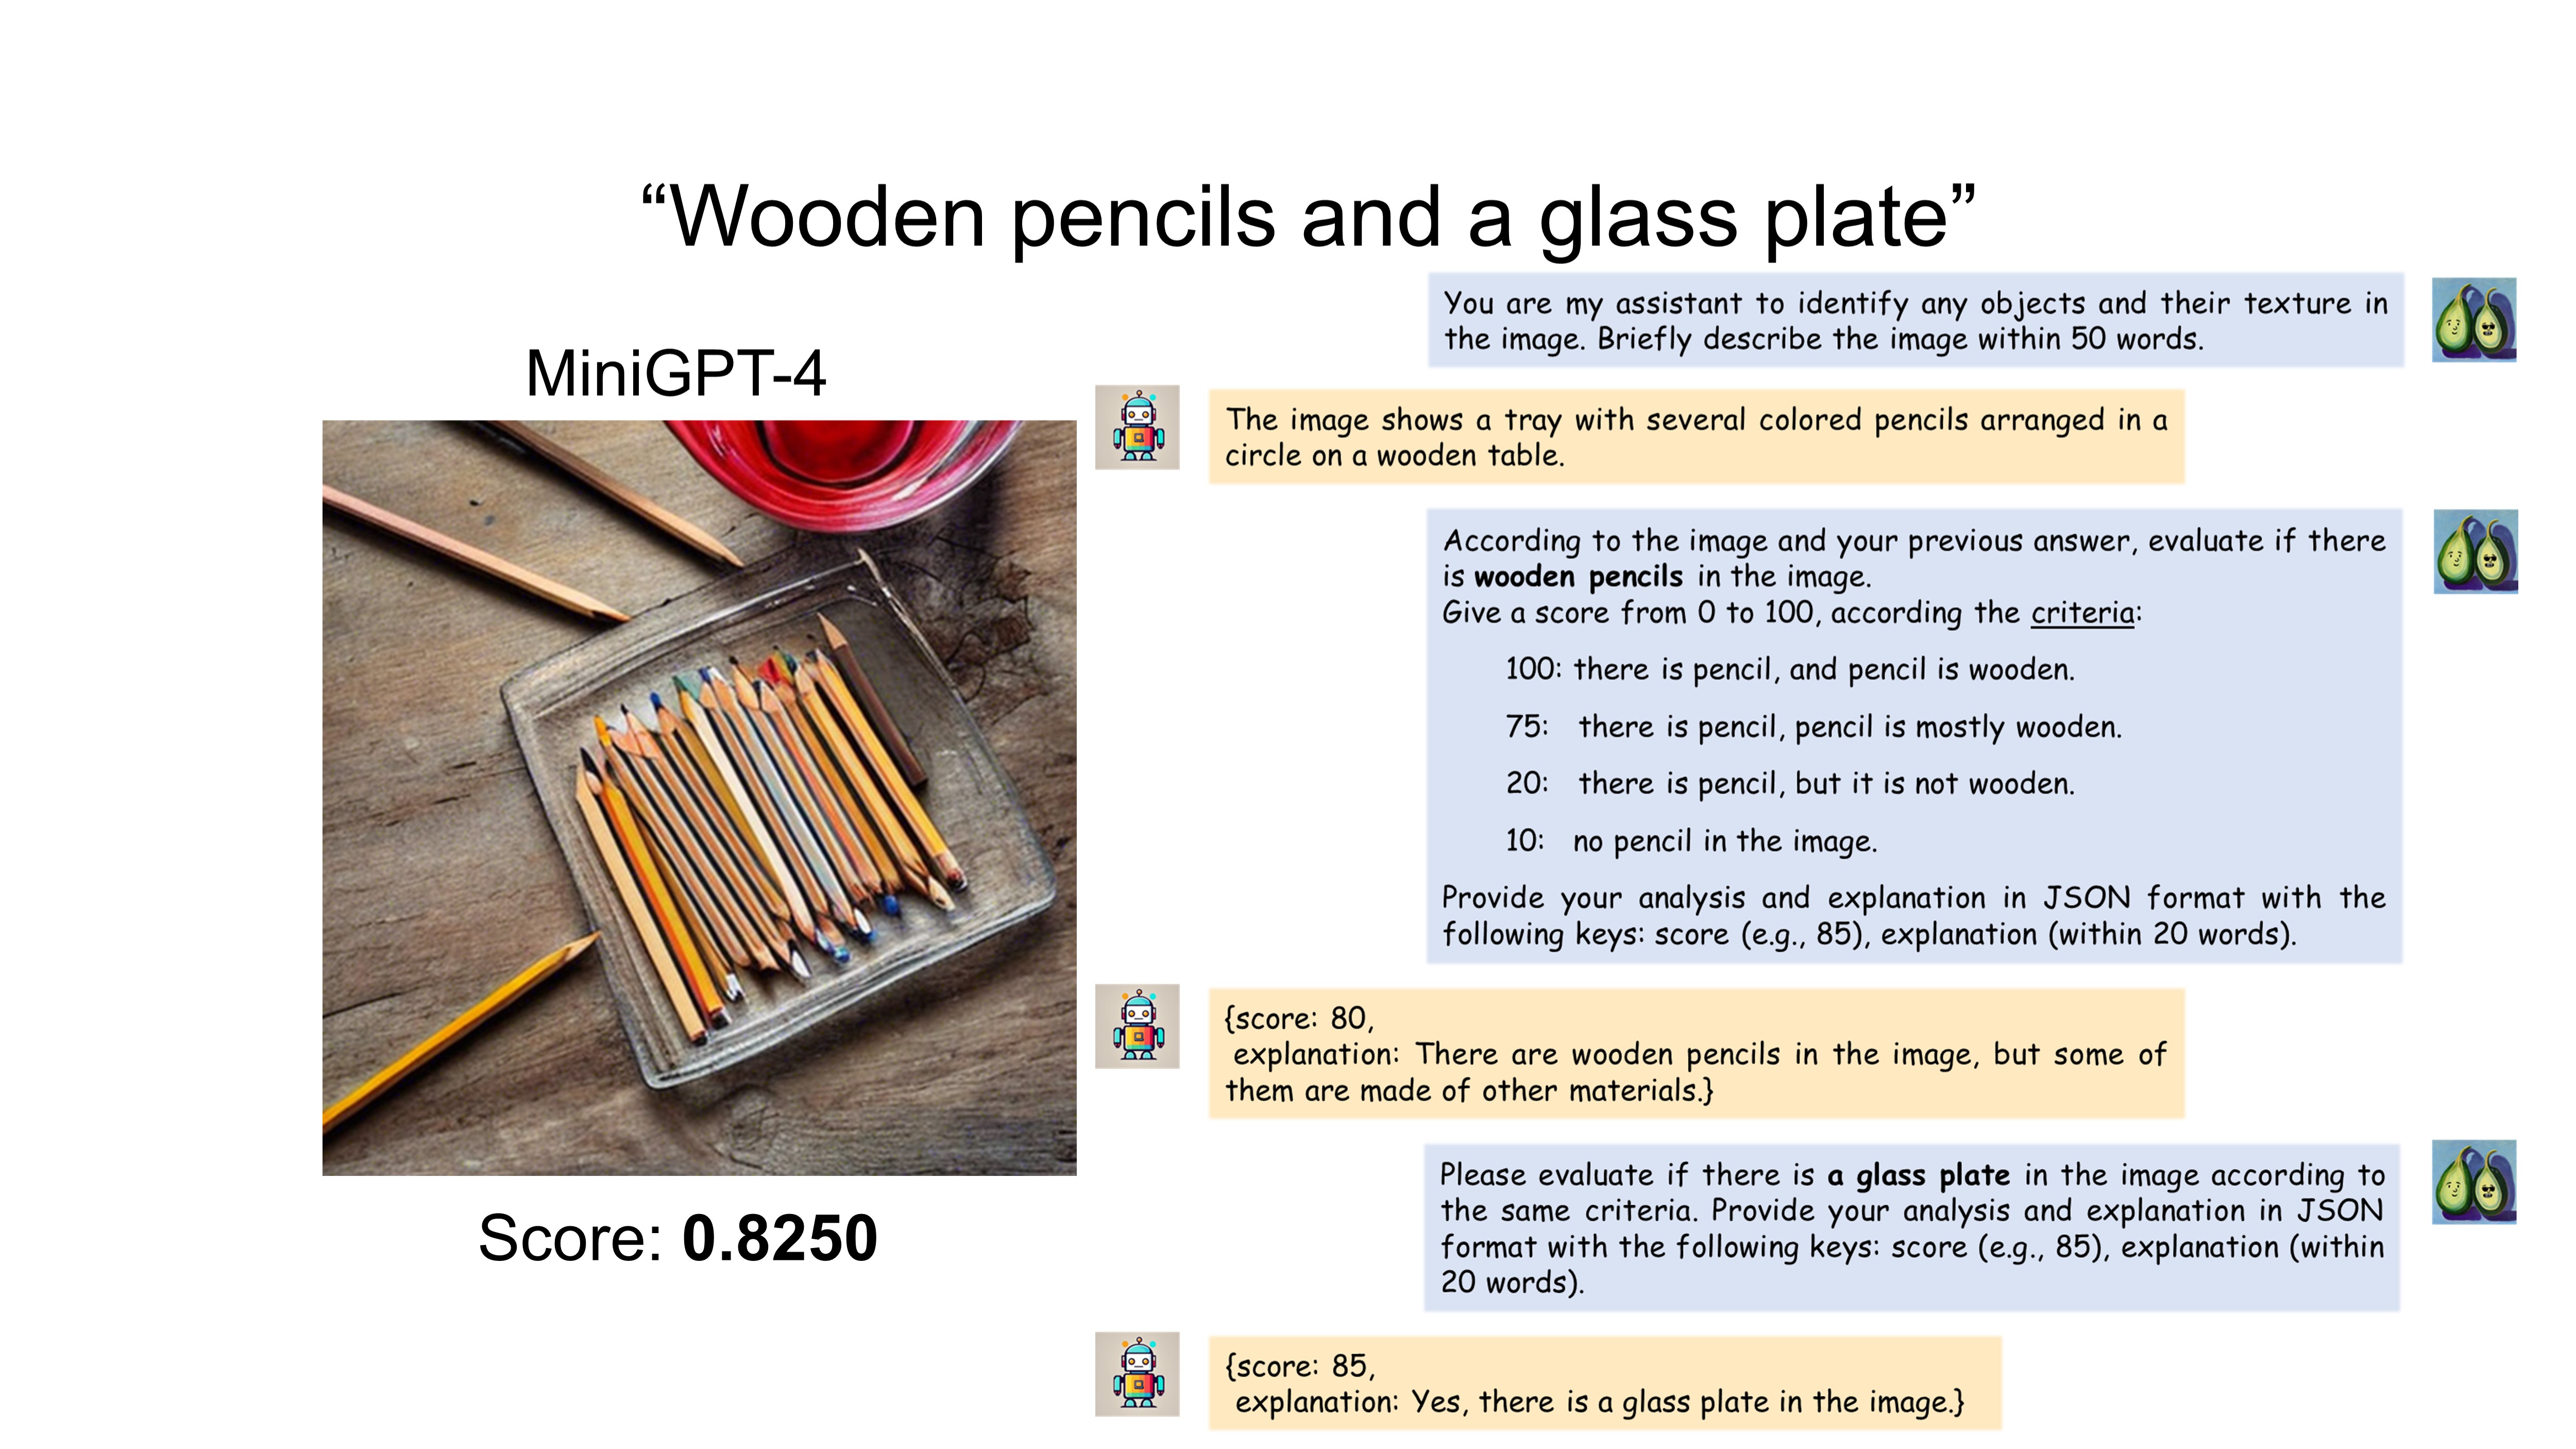 “Wooden pencils and a glass plate”
MiniGPT-4
Score: 0.8250
You are my assistant to identify any objects and their texture in
the image. Briefly describe the image within 50 words.
The image shows a tray with several colored pencils arranged in a
circle on a wooden table.
According to the image and your previous answer, evaluate if there
is wooden pencils in the image.
Give a score from 0 to 100, according the criteria:
100: there is pencil, and pencil is wooden.
75: there is pencil, pencil is mostly wooden.
20: there is pencil, but it is not wooden.
10: no pencil in the image.
Provide your analysis and explanation in JSON format with the
following keys: score (e.g., 85), explanation (within 20 words).
{score: 80,
explanation: There are wooden pencils in the image, but some of
them are made of other materials.}
Please evaluate if there is a glass plate in the image according to
the same criteria. Provide your analysis and explanation in JSON
format with the following keys: score (e.g., 85), explanation (within
20 words).
{score: 85,
explanation: Yes, there is a glass plate in the image.}